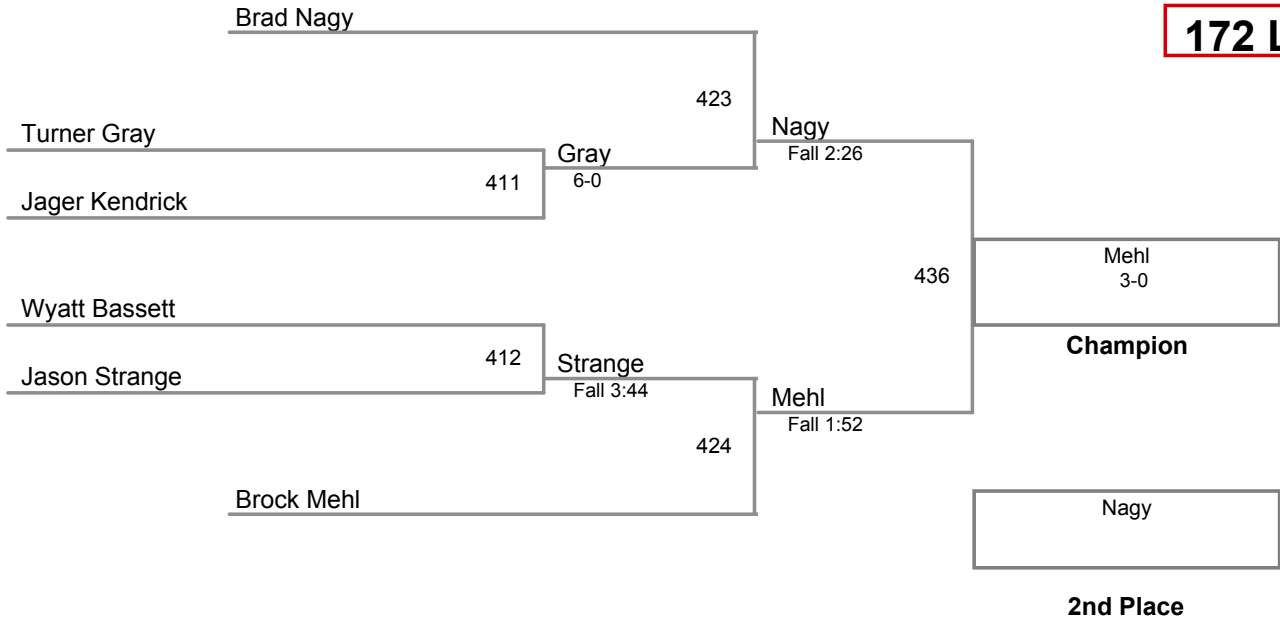 Brad Nagy
172 L
423
Turner Gray
Nagy
Fall 2:26
Gray
6-0
411
Jager Kendrick
Mehl
3-0
436
Wyatt Bassett
Champion
412
Strange
Fall 3:44
Jason Strange
Mehl
Fall 1:52
424
Brock Mehl
Nagy
2nd Place